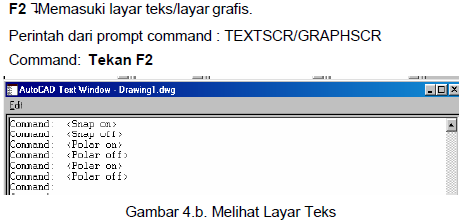 F2 Memasuki layar teks/layar grafis.
Perintah dari prompt command : TEXTSCR/GRAPHSCR
Command: Tekan F2
AutoCAD Text Window - Drawing1.dwg
Edit
Command: <Snap on>
Command: <Snap off>
Command: <Polar on>
Command: <Polar off>
Command: <Polar on>
Command: <Polar off>
Command:
Gambar 4.b. Melihat Layar Teks